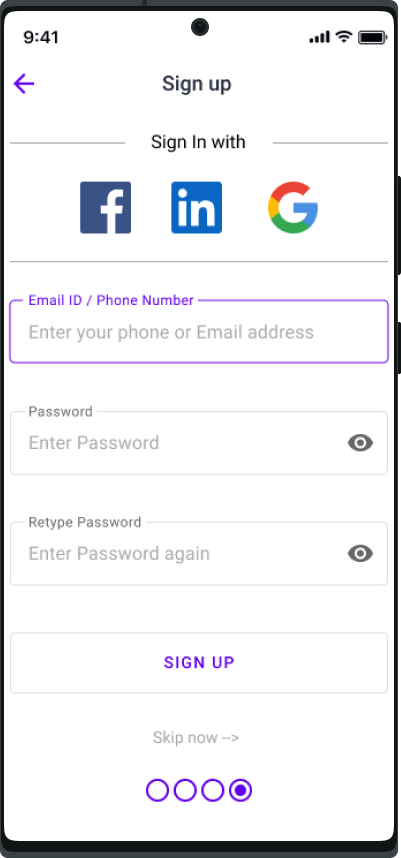 9:41
Sign up
Sign In with
f
in
G
Email ID / Phone Number
Enter your phone or Email address
Password
Enter Password
Retype Password
Enter Password again
SIGN UP
Skip now -->